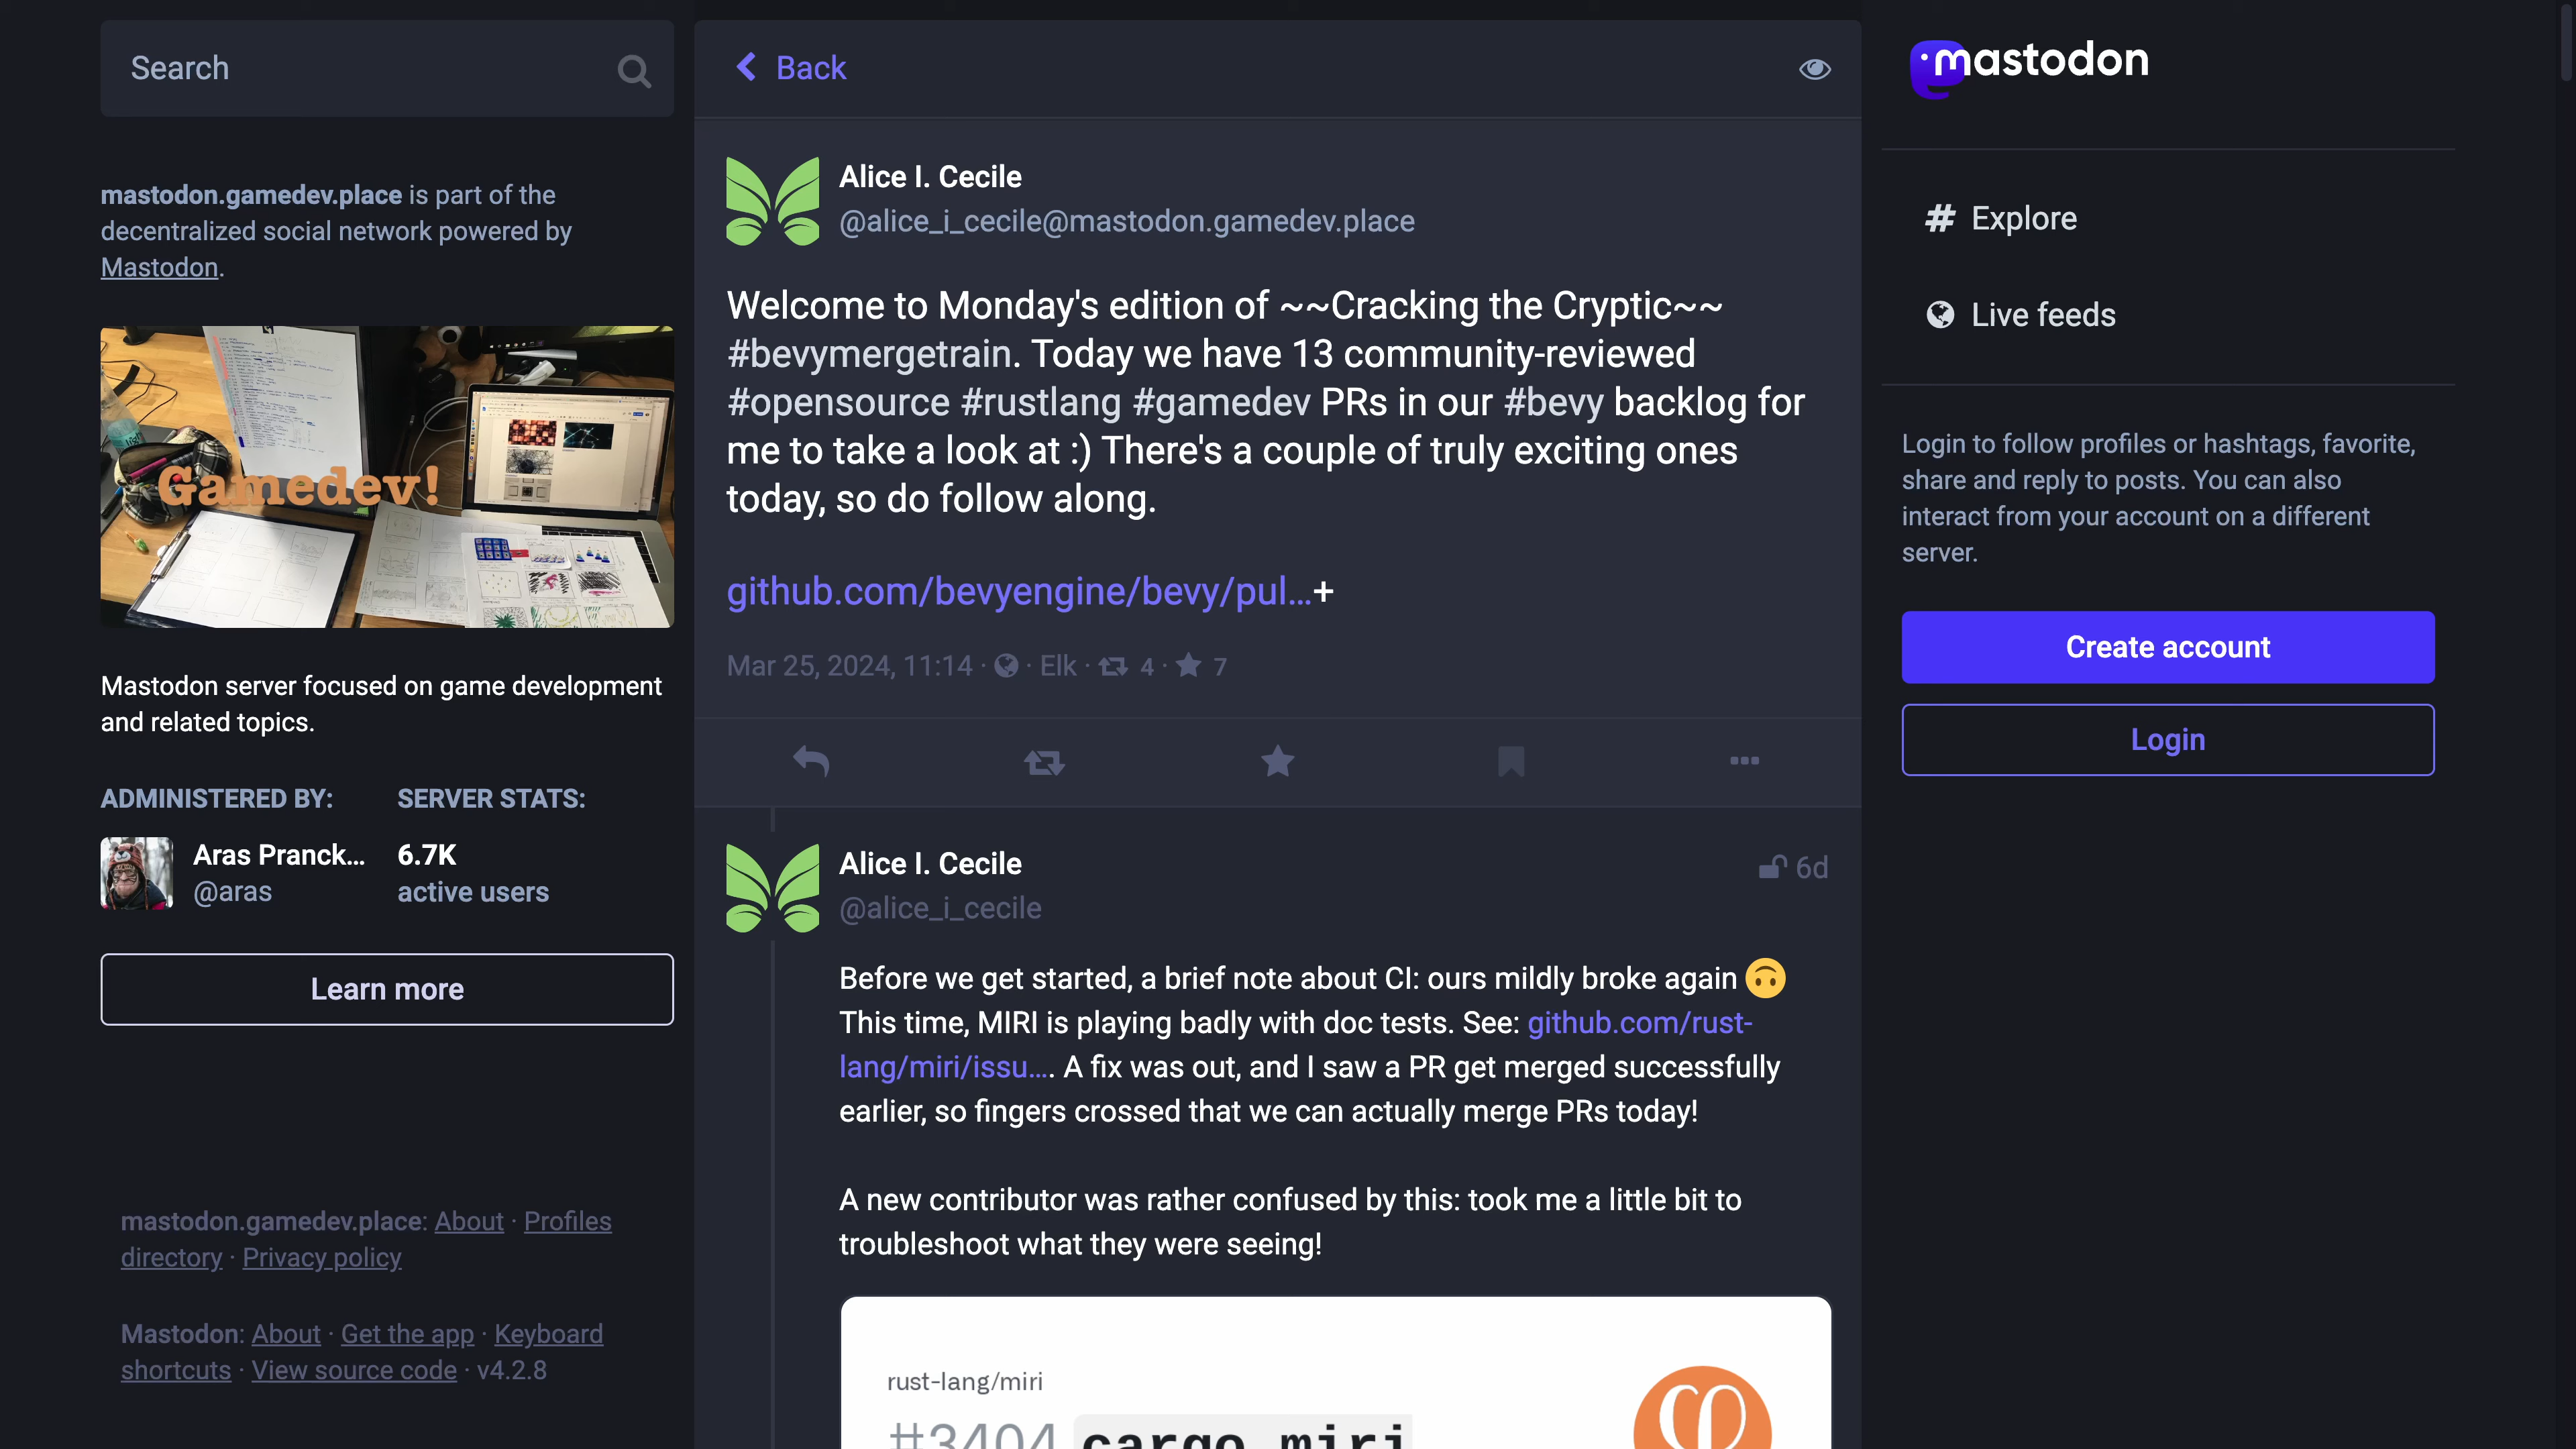 Search
mastodon.gamedev.place is part of the
decentralized social network powered by
Mastodon.
Gamedev!
Mastodon server focused on game development
and related topics.
ADMINISTERED BY:
Aras Pranck…
@aras
SERVER STATS:
6.7K
active users
Learn more
mastodon.gamedev.place: About · Profiles
directory · Privacy policy
Mastodon: About · Get the app · Keyboard
shortcuts · View source code · v4.2.8
Back
Alice I. Cecile
@alice_i_cecile@mastodon.gamedev.place
Welcome to Monday's edition of ~~Cracking the Cryptic~~
#bevymergetrain. Today we have 13 community-reviewed
#opensource #rustlang #gamedev PRs in our #bevy backlog for
me to take a look at :) There's a couple of truly exciting ones
today, so do follow along.
github.com/bevyengine/bevy/pul…+
Mar 25, 2024, 11:14 · · Elk · 4 · 7
Alice I. Cecile
6d
@alice_i_cecile
Before we get started, a brief note about CI: ours mildly broke again 🙃
This time, MIRI is playing badly with doc tests. See: github.com/rust-
lang/miri/issu…. A fix was out, and I saw a PR get merged successfully
earlier, so fingers crossed that we can actually merge PRs today!
A new contributor was rather confused by this: took me a little bit to
troubleshoot what they were seeing!
rust-lang/miri
#3404 cargo miri
mastodon
# Explore
Live feeds
Login to follow profiles or hashtags, favorite,
share and reply to posts. You can also
interact from your account on a different
server.
Create account
Login